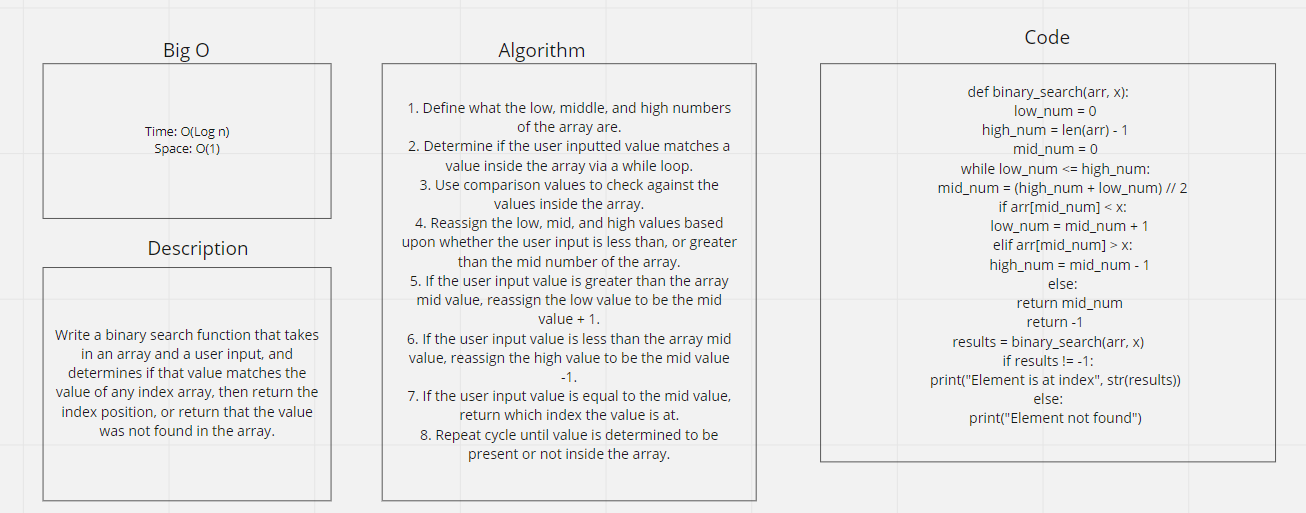 Big O
Time: O(Log n)
Space: O(1)
Description
Write a binary search function that takes
in an array and a user input, and
determines if that value matches the
value of any index array, then return the
index position, or return that the value
was not found in the array.
Algorithm
1. Define what the low, middle, and high numbers
of the array are.
2. Determine if the user inputted value matches a
value inside the array via a while loop.
3. Use comparison values to check against the
values inside the array.
4. Reassign the low, mid, and high values based
upon whether the user input is less than, or greater
than the mid number of the array.
5. If the user input value is greater than the array
mid value, reassign the low value to be the mid
value + 1.
6. If the user input value is less than the array mid
value, reassign the high value to be the mid value
-1.
7. If the user input value is equal to the mid value,
return which index the value is at.
8. Repeat cycle until value is determined to be
present or not inside the array.
Code
def binary_search(arr, x):
low_num = 0
high_num = len(arr) - 1
mid_num = 0
while low_num <= high_num:
mid_num = (high_num + low_num) // 2
if arr[mid_num] < x:
low_num = mid_num + 1
elif arr[mid_num] > x:
high_num = mid_num - 1
else:
return mid_num
return -1
results = binary_search(arr, x)
if results != -1:
print("Element is at index", str(results))
else:
print("Element not found")